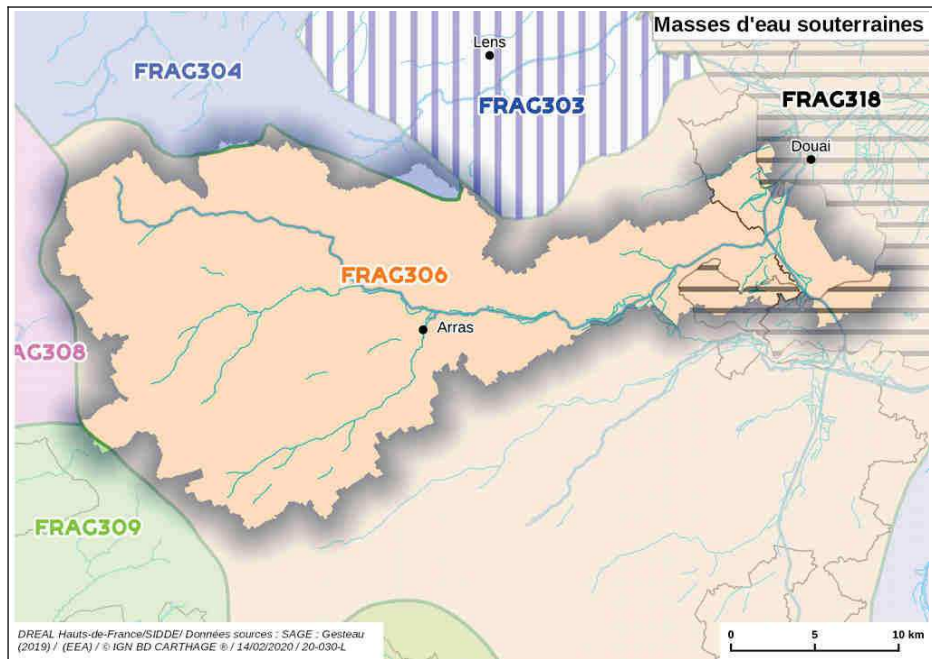 Masses d'eau souterraines
Lens
FRAG304
FRAG303
FRAG318
Douai
FRAG306
Arras
AG308
FRAG309
DREAL Hauts-de-France/SIDDE/ Données sources : SAGE : Gesteau
(2019) / (EEA) / © IGN BD CARTHAGE ® / 14/02/2020 / 20-030-L
0 5 10 km